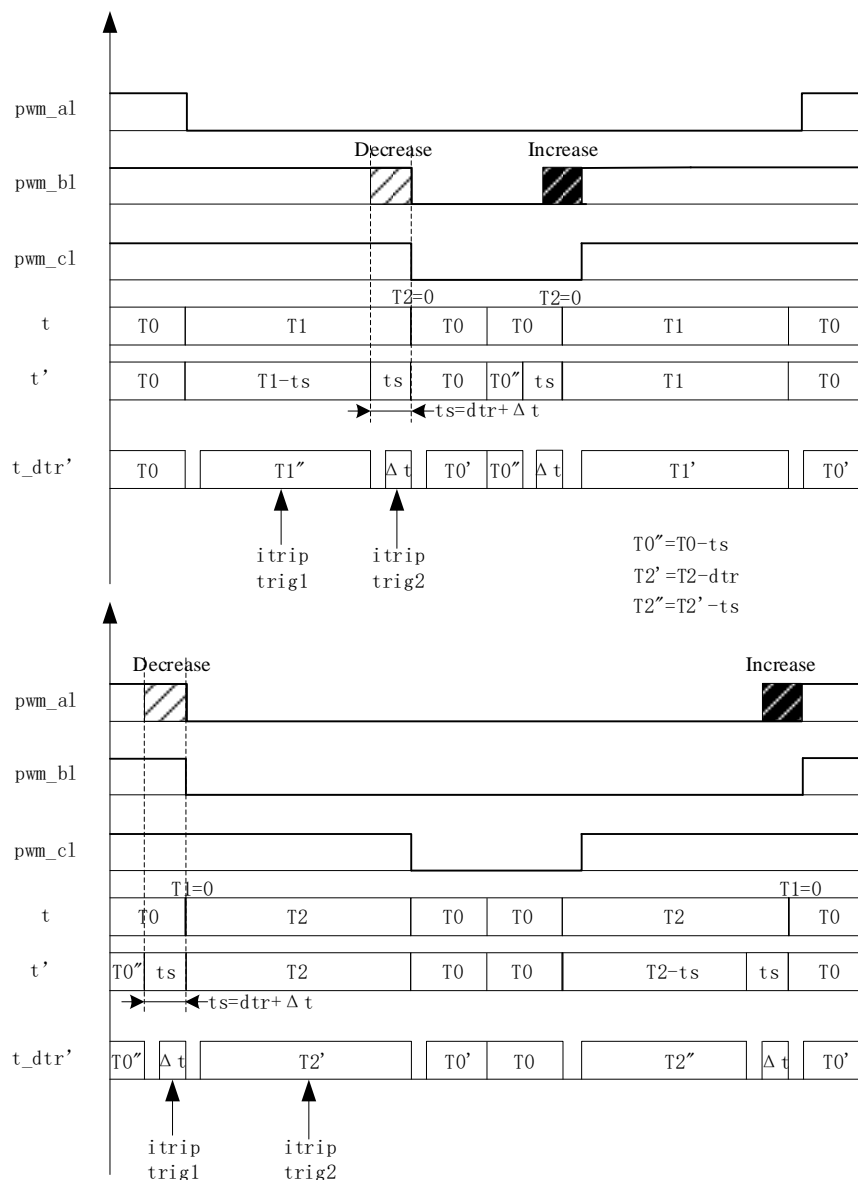 pwm_al
Decrease Increase
pwm_bl
pwm_cl
T2=0 T2=0
t T0 T1 T0 T0 T1 T0
t’ T0 T1-ts ts T0 T0″ ts T1 T0
ts=dtr+Δt
t_dtr’ T0 T1″ Δt T0’ T0″ Δt T1’ T0’
itrip itrip
trig1 trig2
T0″=T0-ts
T2’=T2-dtr
T2″=T2’-ts
Decrease Increase
pwm_al
pwm_bl
pwm_cl
T1=0 T1=0
t T0 T2 T0 T0 T2 T0
t’ T0″ ts T2 T0 T0 T2-ts ts T0
ts=dtr+Δt
t_dtr’ T0″ Δt T2’ T0’ T0 T2″ Δt T0’
itrip itrip
trig1 trig2